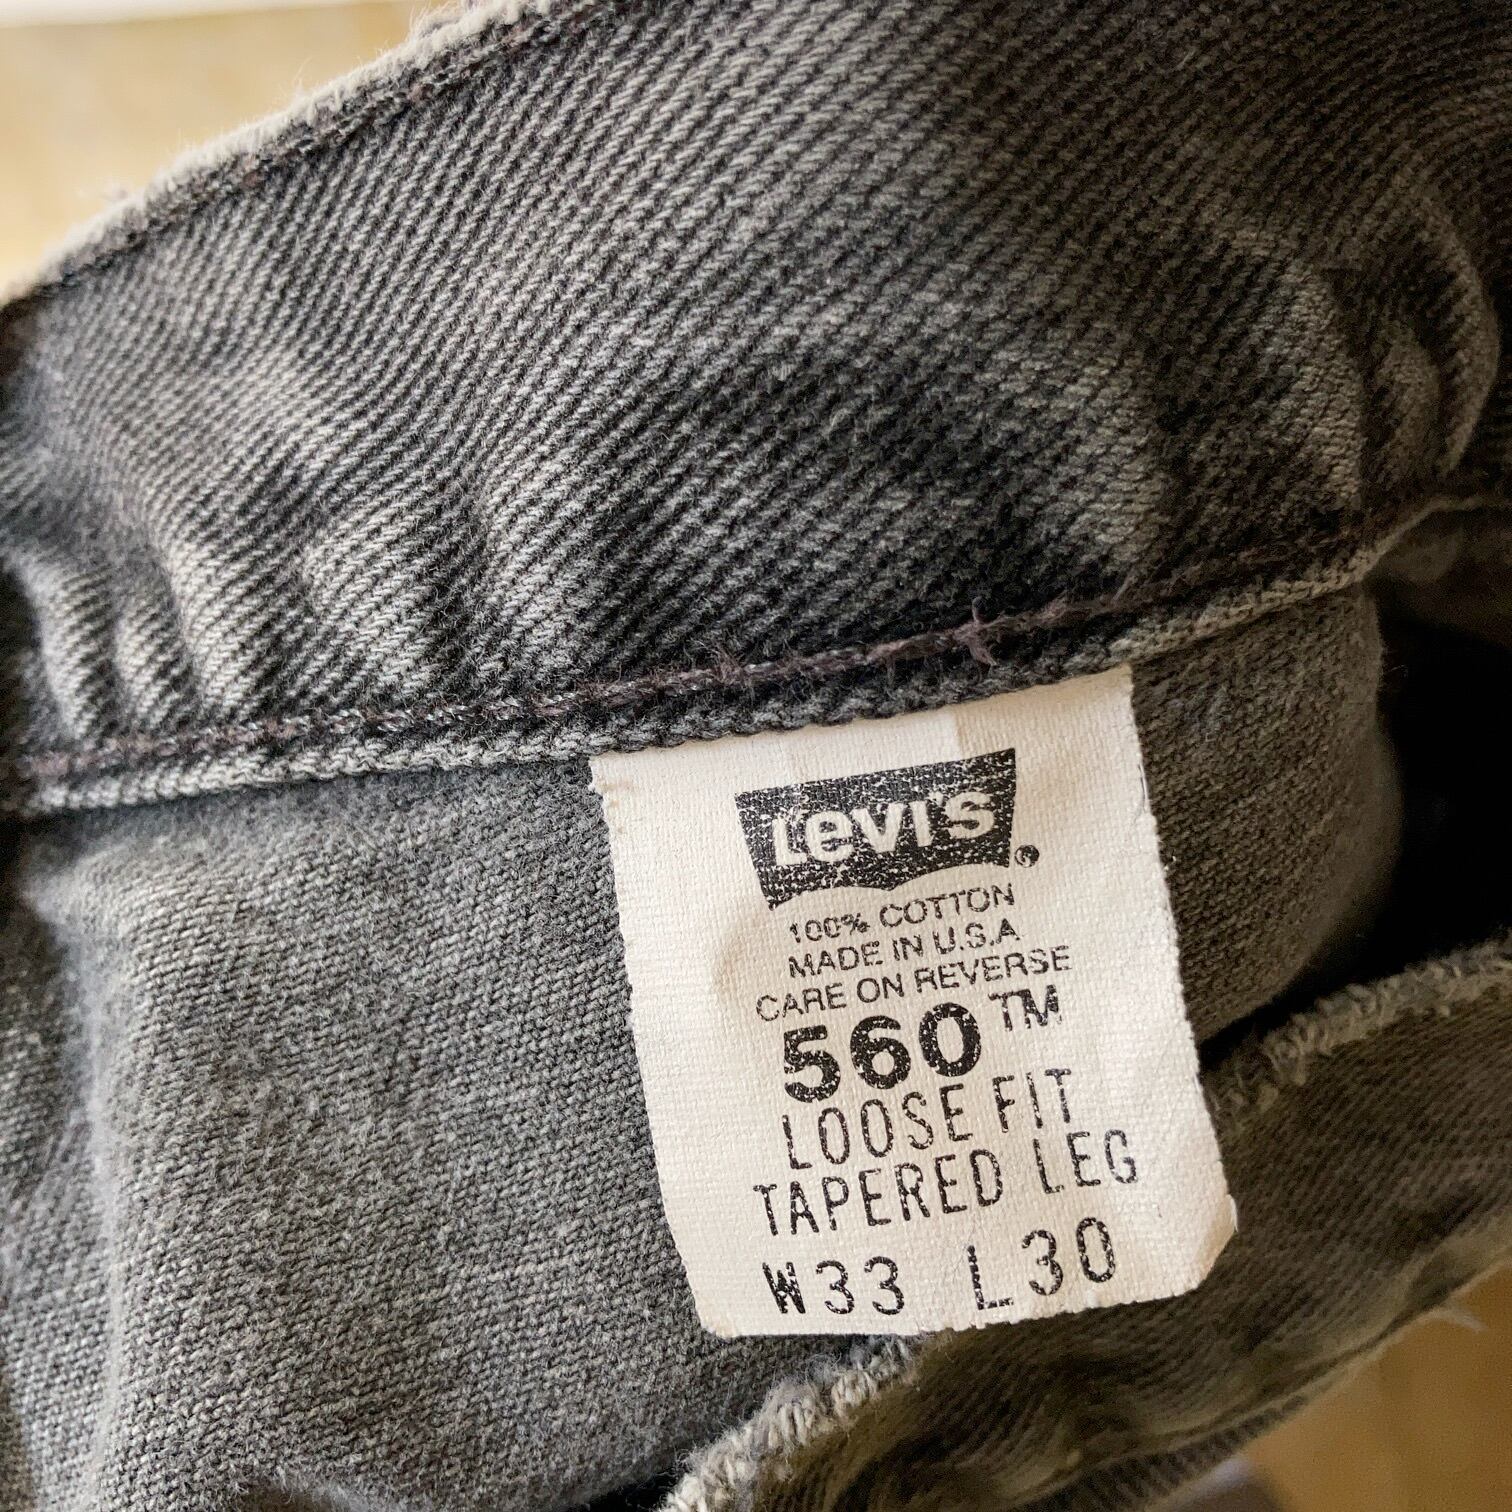 Levi's®
100% COTTON
MADE IN U.S.A
CARE ON REVERSE
560™
LOOSE FIT
TAPERED LEG
W33 L30